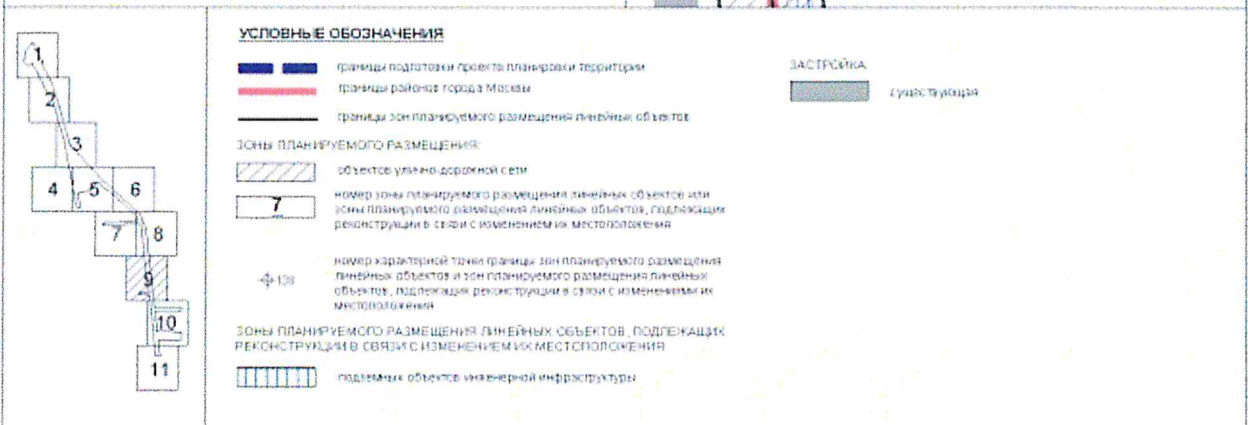 1
2
3
4 5 6
7 8
9
10
11
УСЛОВНЫЕ ОБОЗНАЧЕНИЯ
границы подготовки проекта планировки территории
границы районов города Москвы
границы зон планируемого размещения линейных объектов
ЗОНЫ ПЛАНИРУЕМОГО РАЗМЕЩЕНИЯ:
объектов улично-дорожной сети
7
номер зоны планируемого размещения линейных объектов или
зоны планируемого размещения линейных объектов, подлежащих
реконструкции в связи с изменением их местоположения
138
номер характерной точки границы зон планируемого размещения
линейных объектов и зон планируемого размещения линейных
объектов, подлежащих реконструкции в связи с изменениями их
местоположения
ЗОНЫ ПЛАНИРУЕМОГО РАЗМЕЩЕНИЯ ЛИНЕЙНЫХ ОБЪЕКТОВ, ПОДЛЕЖАЩИХ
РЕКОНСТРУКЦИИ В СВЯЗИ С ИЗМЕНЕНИЕМ ИХ МЕСТОПОЛОЖЕНИЯ
подземных объектов инженерной инфраструктуры
ЗАСТРОЙКА
существующая